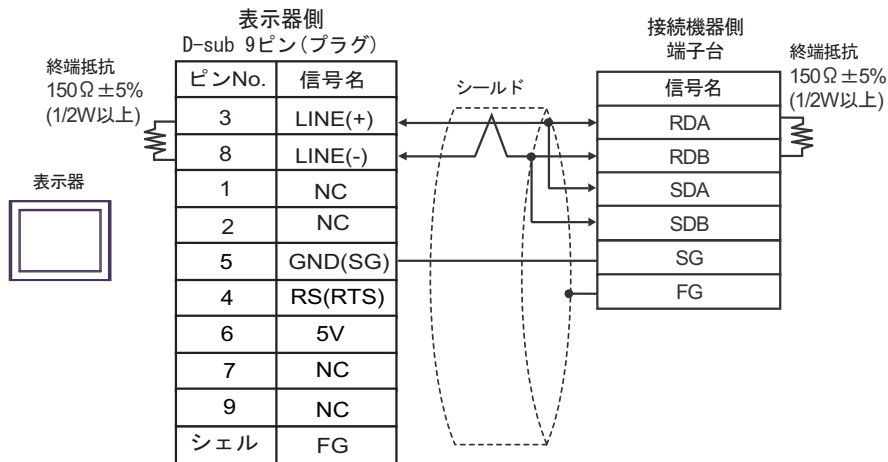 表示器側
D-sub 9ピン(プラグ)
終端抵抗
150Ω±5%
(1/2W以上)
表示器
ピンNo. 信号名
3 LINE(+)
8 LINE(-)
1 NC
2 NC
5 GND(SG)
4 RS(RTS)
6 5V
7 NC
9 NC
シェル FG
シールド
接続機器側
端子台
信号名
RDA
RDB
SDA
SDB
SG
FG
終端抵抗
150Ω±5%
(1/2W以上)